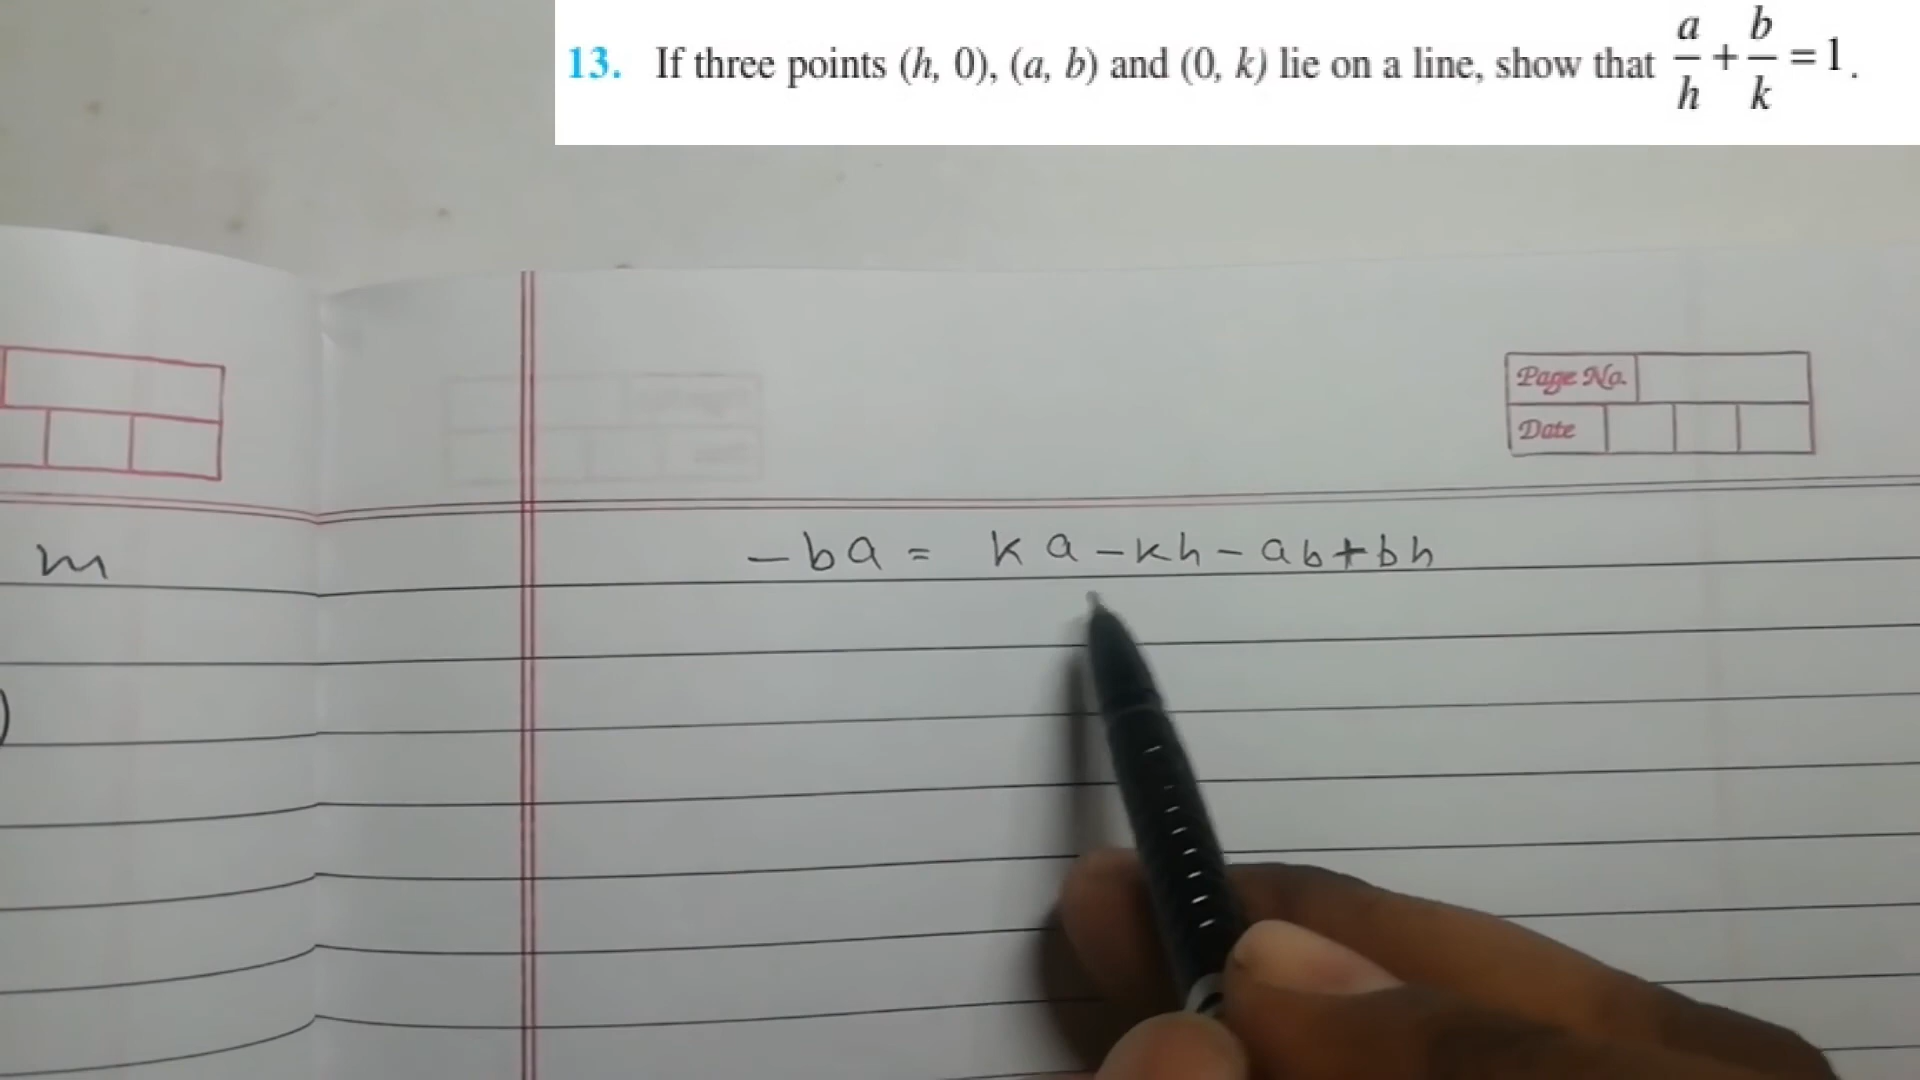 13. If three points (h, 0), (a, b) and (0, k) lie on a line, show that a/h + b/k = 1.
Page No.
Date
m
-ba = ka-kh-ab+bh
)